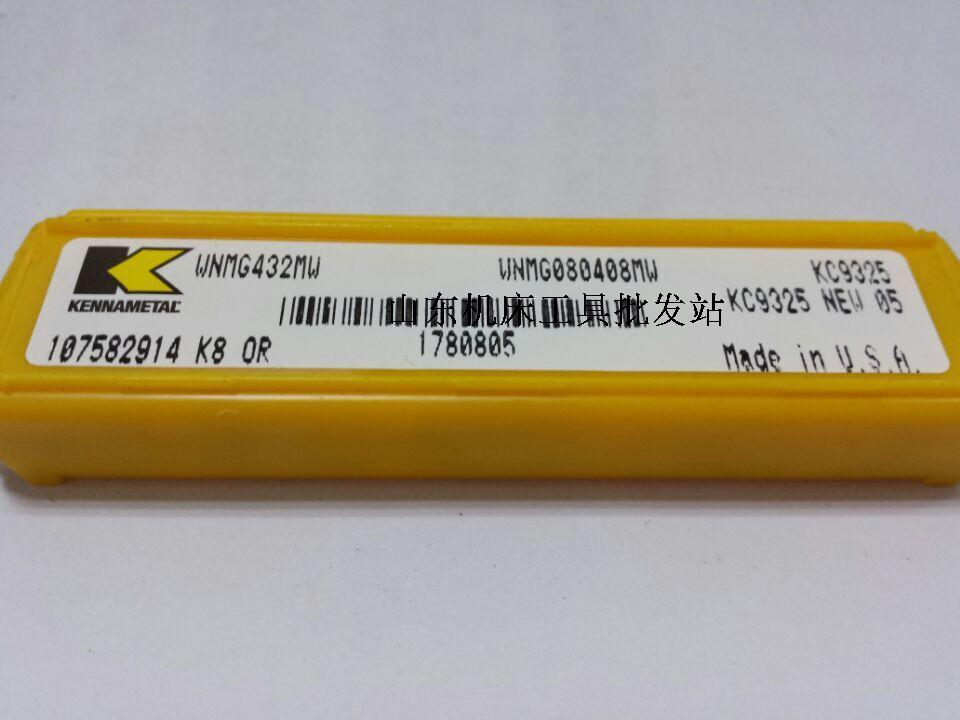 WNMG432MW WNMG080408MW KC9325
KENNAMETAL
山东机床工具批发站
KC9325 NEW 05
107582914 K8 OR 1780805 Made in U.S.A.